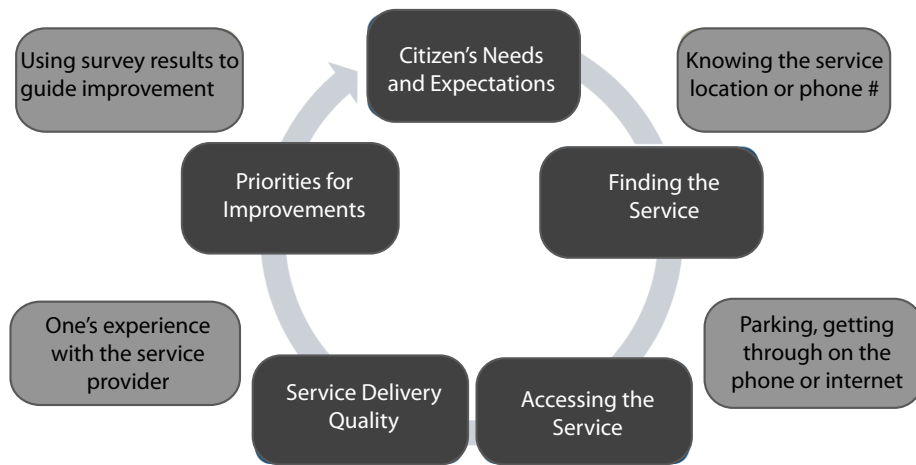 Citizen’s Needs
and Expectations
Knowing the service
location or phone #
Finding the
Service
Parking, getting
through on the
phone or internet
Accessing the
Service
Service Delivery
Quality
One’s experience
with the service
provider
Priorities for
Improvements
Using survey results to
guide improvement